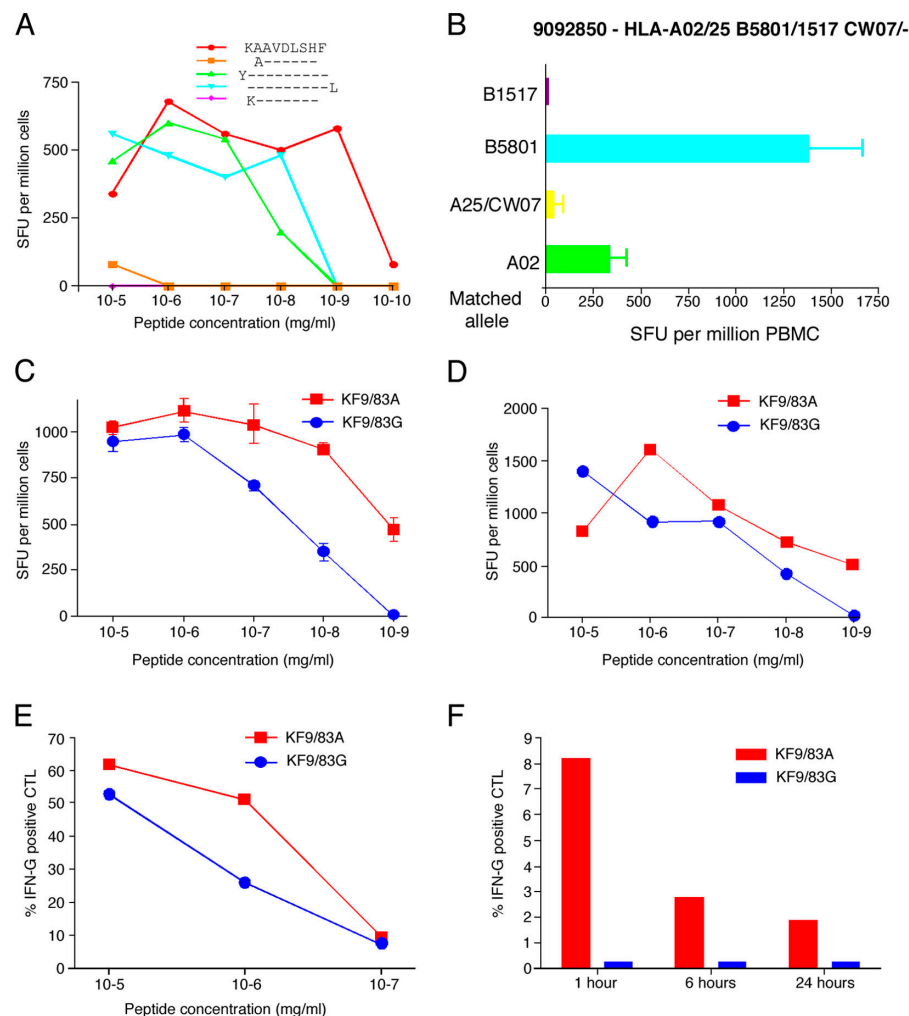 A
KAAVDLSHF
A------
Y---------
---------L
K-------
SFU per million cells
750
500
250
0
10-5 10-6 10-7 10-8 10-9 10-10
Peptide concentration (mg/ml)
B 9092850 - HLA-A02/25 B5801/1517 CW07/-
B1517
B5801
A25/CW07
A02
Matched allele
0 250 500 750 1000 1250 1500 1750
SFU per million PBMC
C
KF9/83A
KF9/83G
SFU per million cells
1000
750
500
250
0
10-5 10-6 10-7 10-8 10-9
Peptide concentration (mg/ml)
D
KF9/83A
KF9/83G
SFU per million cells
2000
1500
1000
500
0
10-5 10-6 10-7 10-8 10-9
Peptide concentration (mg/ml)
E
KF9/83A
KF9/83G
% IFN-G positive CTL
70
60
50
40
30
20
10
0
10-5 10-6 10-7
Peptide concentration (mg/ml)
F
KF9/83A
KF9/83G
% IFN-G positive CTL
9
8
7
6
5
4
3
2
1
0
1 hour 6 hours 24 hours